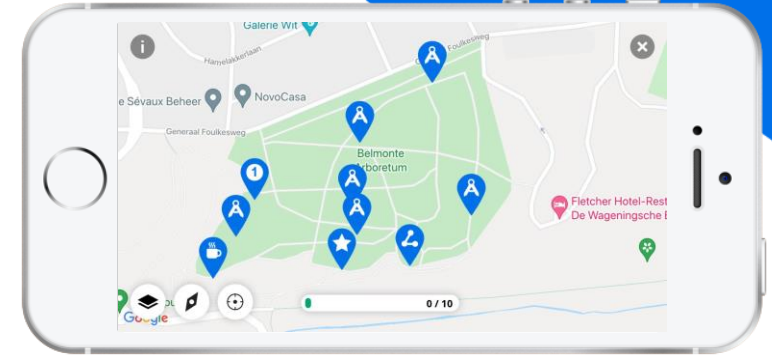 Galerie Wit
i
Foulkesweg
Hamelakkerlaan
e Sévaux Beheer
NovoCasa
Generaal Foulkesweg
Belmonte
Arboretum
1
Fletcher Hotel-Rest
De Wageningsche B
0 / 10
Google